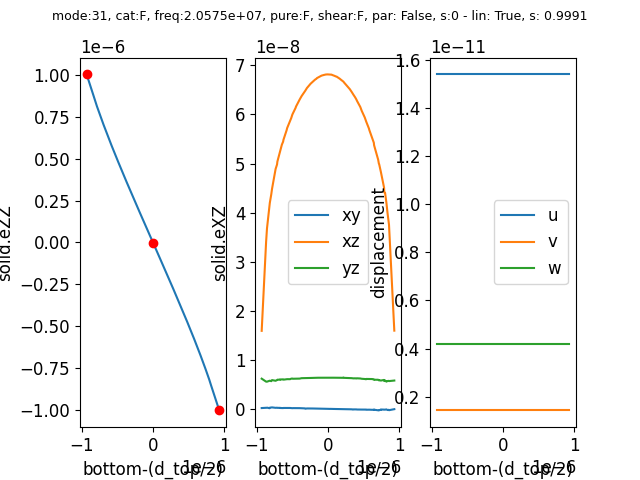 mode:31, cat:F, freq:2.0575e+07, pure:F, shear:F, par: False, s:0 - lin: True, s: 0.9991
1e−6
1.00
0.75
0.50
0.25
0.00
−0.25
−0.50
−0.75
−1.00
solid.eZZ
−1
0
1
1e−6
bottom-(d_top/2)
1e−8
7
6
5
4
3
2
1
0
solid.eXZ
xy
xz
yz
−1
0
1
1e−6
bottom-(d_top/2)
1e−11
1.6
1.4
1.2
1.0
0.8
0.6
0.4
0.2
displacement
u
v
w
−1
0
1
1e−6
bottom-(d_top/2)